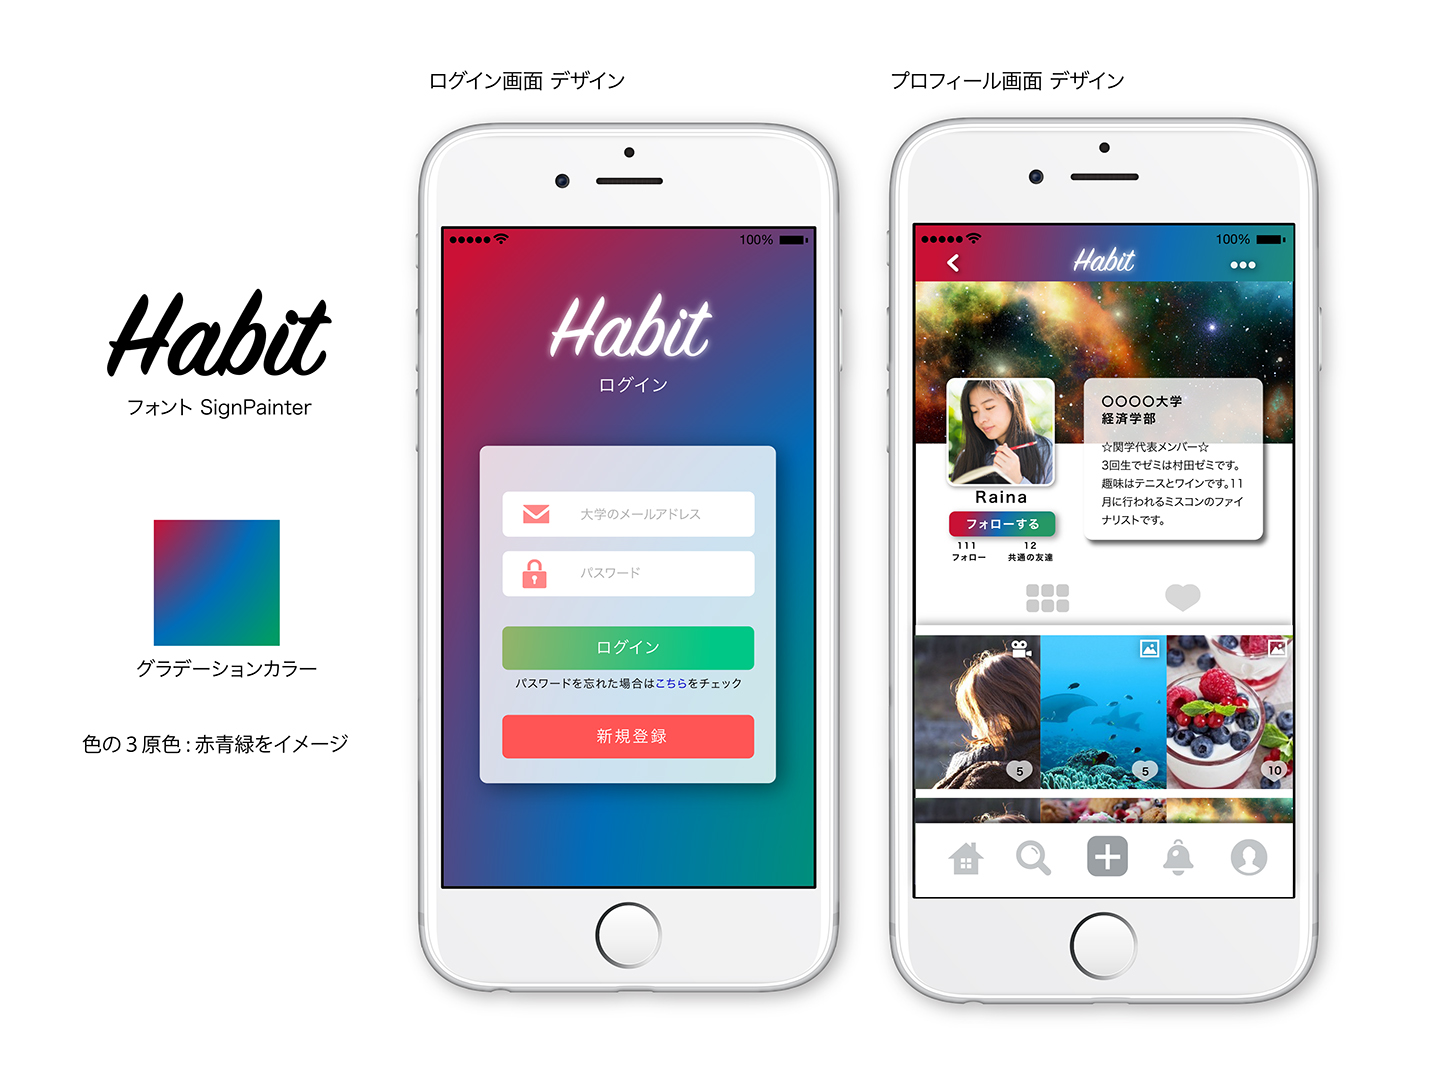 ログイン画面 デザイン
プロフィール画面 デザイン
Habit
フォント SignPainter
グラデーションカラー
色の３原色 : 赤青緑をイメージ
100%
Habit
ログイン
大学のメールアドレス
パスワード
ログイン
パスワードを忘れた場合はこちらをチェック
新規登録
100%
Habit
〇〇〇〇大学
経済学部
☆関学代表メンバー☆
3回生でゼミは村田ゼミです。
趣味はテニスとワインです。11
月に行われるミスコンのファイ
ナリストです。
Raina
フォローする
111
フォロー
12
共通の友達
5
5
10